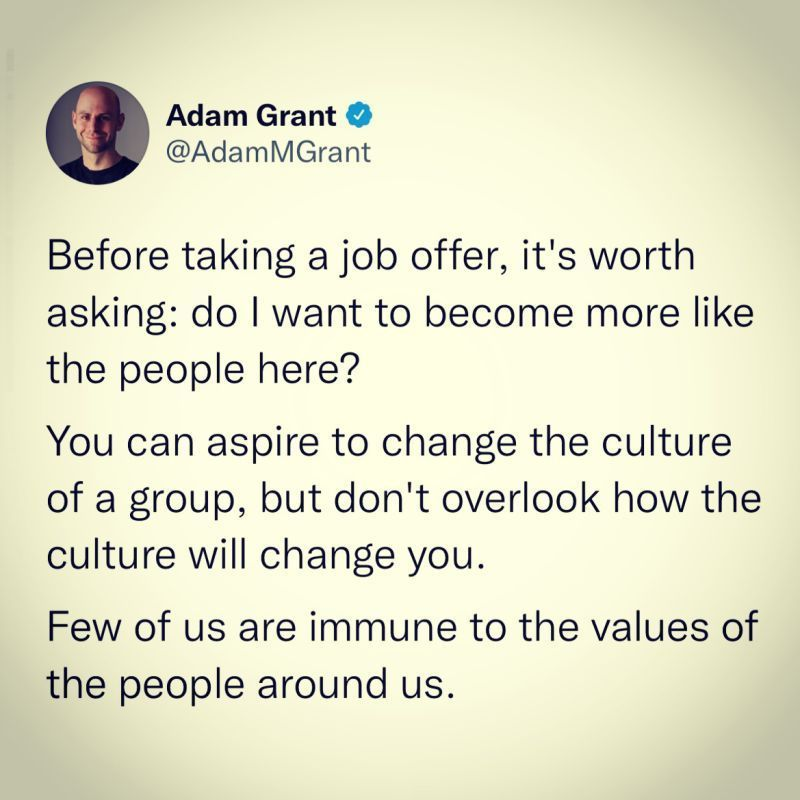 Adam Grant
@AdamMGrant
Before taking a job offer, it's worth
asking: do I want to become more like
the people here?
You can aspire to change the culture
of a group, but don't overlook how the
culture will change you.
Few of us are immune to the values of
the people around us.